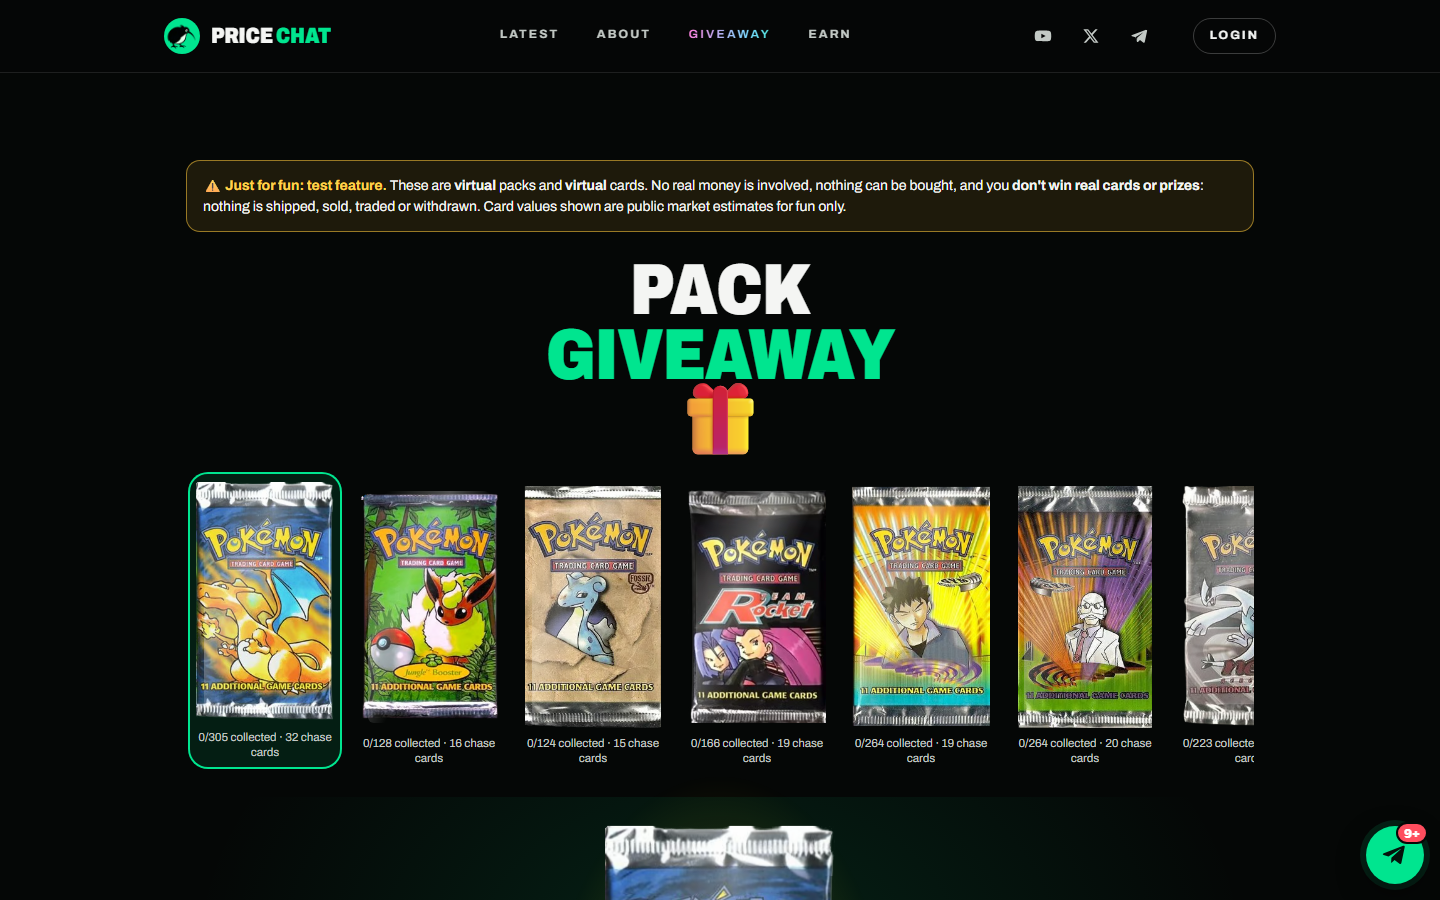 PRICE CHAT
LATEST
ABOUT
GIVEAWAY
EARN
LOGIN
Just for fun: test feature. These are virtual packs and virtual cards. No real money is involved, nothing can be bought, and you don't win real cards or prizes:
nothing is shipped, sold, traded or withdrawn. Card values shown are public market estimates for fun only.
PACK
GIVEAWAY
POKéMON
TRADING CARD GAME
11 ADDITIONAL GAME CARDS
0/305 collected · 32 chase
cards
POKéMON
TRADING CARD GAME
Jungle Booster
11 ADDITIONAL GAME CARDS
0/128 collected · 16 chase
cards
POKéMON
TRADING CARD GAME
FOSSIL
11 ADDITIONAL GAME CARDS
0/124 collected · 15 chase
cards
POKéMON
TRADING CARD GAME
TEAM
Rocket
11 ADDITIONAL GAME CARDS
0/166 collected · 19 chase
cards
POKéMON
TRADING CARD GAME
11 ADDITIONAL GAME CARDS
0/264 collected · 19 chase
cards
POKéMON
TRADING CARD GAME
11 ADDITIONAL GAME CARDS
0/264 collected · 20 chase
cards
0/223 collecte
car
9+